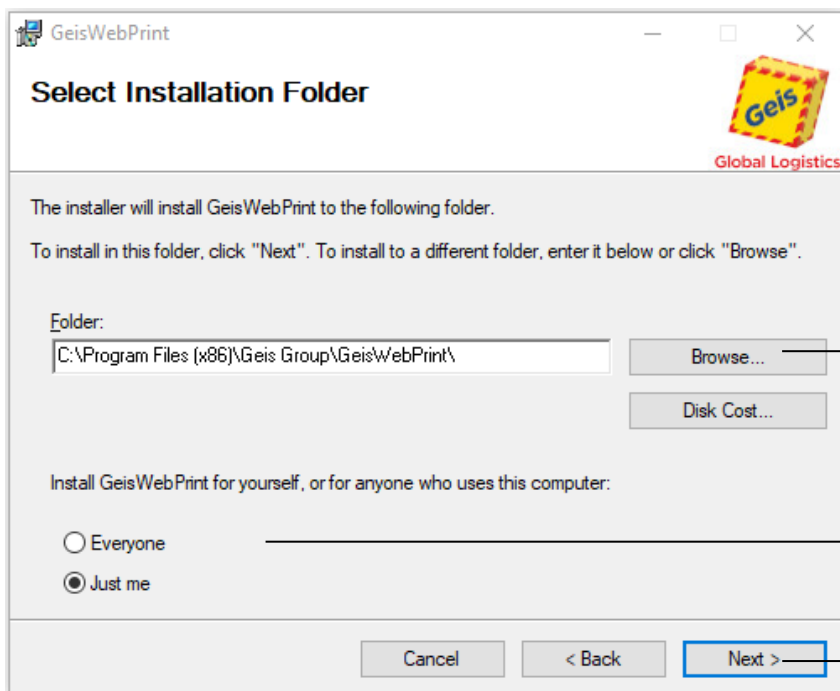 GeisWebPrint
Select Installation Folder
Geis
Global Logistics
The installer will install GeisWebPrint to the following folder.
To install in this folder, click "Next". To install to a different folder, enter it below or click "Browse".
Folder:
C:\Program Files (x86)\Geis Group\GeisWebPrint\
Browse...
Disk Cost...
Install GeisWebPrint for yourself, or for anyone who uses this computer:
Everyone
Just me
Cancel
< Back
Next >